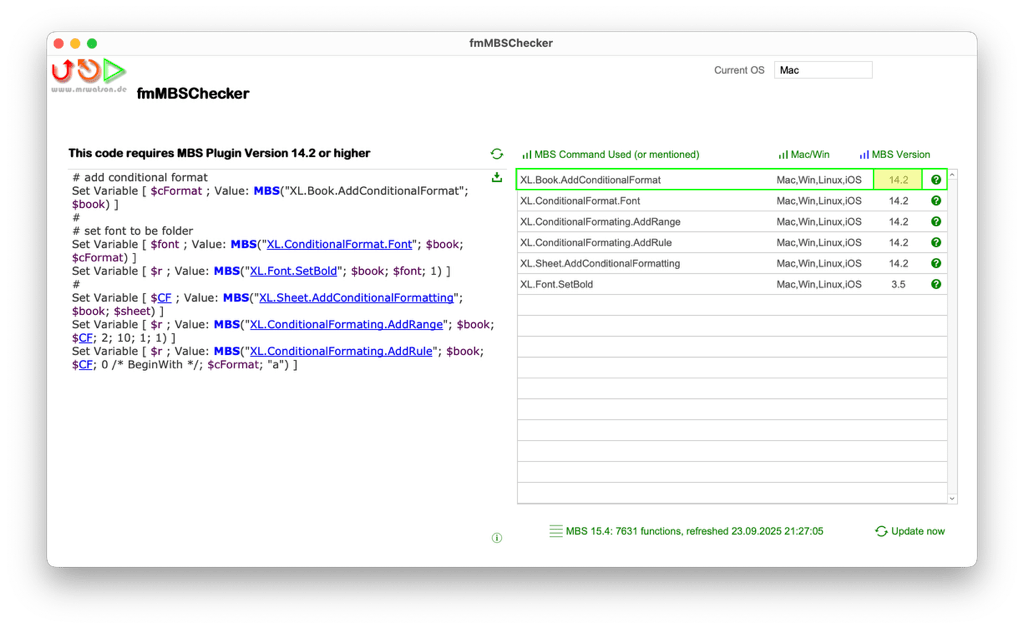 fmMBSChecker
Current OS Mac
www.mrwatson.de
fmMBSChecker
This code requires MBS Plugin Version 14.2 or higher
# add conditional format
Set Variable [ $cFormat ; Value: MBS("XL.Book.AddConditionalFormat";
$book) ]
#
# set font to be folder
Set Variable [ $font ; Value: MBS("XL.ConditionalFormat.Font"; $book;
$cFormat) ]
Set Variable [ $r ; Value: MBS("XL.Font.SetBold"; $book; $font; 1) ]
#
Set Variable [ $CF ; Value: MBS("XL.Sheet.AddConditionalFormatting";
$book; $sheet) ]
Set Variable [ $r ; Value: MBS("XL.ConditionalFormating.AddRange"; $book;
$CF; 2; 10; 1; 1) ]
Set Variable [ $r ; Value: MBS("XL.ConditionalFormating.AddRule"; $book;
$CF; 0 /* BeginWith */; $cFormat; "a") ]
MBS Command Used (or mentioned) Mac/Win MBS Version
XL.Book.AddConditionalFormat Mac,Win,Linux,iOS 14.2
XL.ConditionalFormat.Font Mac,Win,Linux,iOS 14.2
XL.ConditionalFormating.AddRange Mac,Win,Linux,iOS 14.2
XL.ConditionalFormating.AddRule Mac,Win,Linux,iOS 14.2
XL.Sheet.AddConditionalFormatting Mac,Win,Linux,iOS 14.2
XL.Font.SetBold Mac,Win,Linux,iOS 3.5
MBS 15.4: 7631 functions, refreshed 23.09.2025 21:27:05 Update now